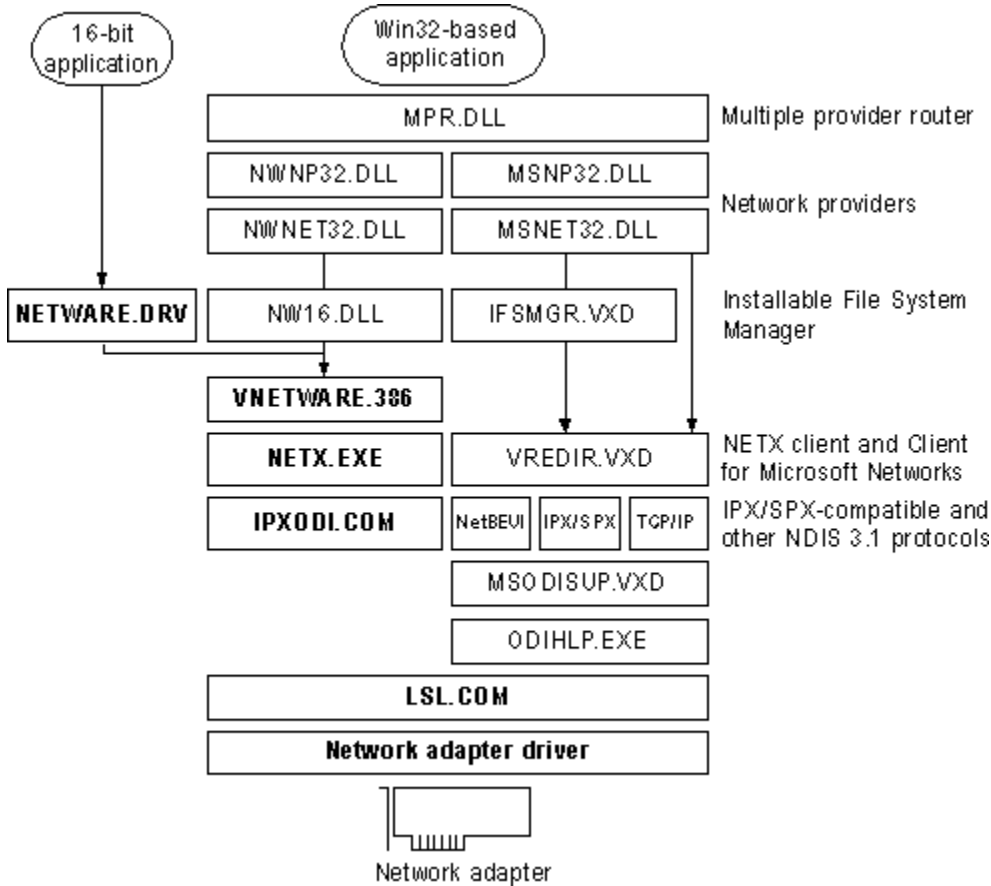 16-bit
application
Win32-based
application
MPR.DLL
Multiple provider router
NWNP32.DLL
MSNP32.DLL
Network providers
NWNET32.DLL
MSNET32.DLL
NETWARE.DRV
NW16.DLL
IFSMGR.VXD
Installable File System
Manager
VNETWARE.386
NETX.EXE
VREDIR.VXD
NETX client and Client
for Microsoft Networks
IPXODI.COM
NetBEUI
IPX/SPX
TCP/IP
IPX/SPX-compatible and
other NDIS 3.1 protocols
MSODISUP.VXD
ODIHLP.EXE
LSL.COM
Network adapter driver
Network adapter